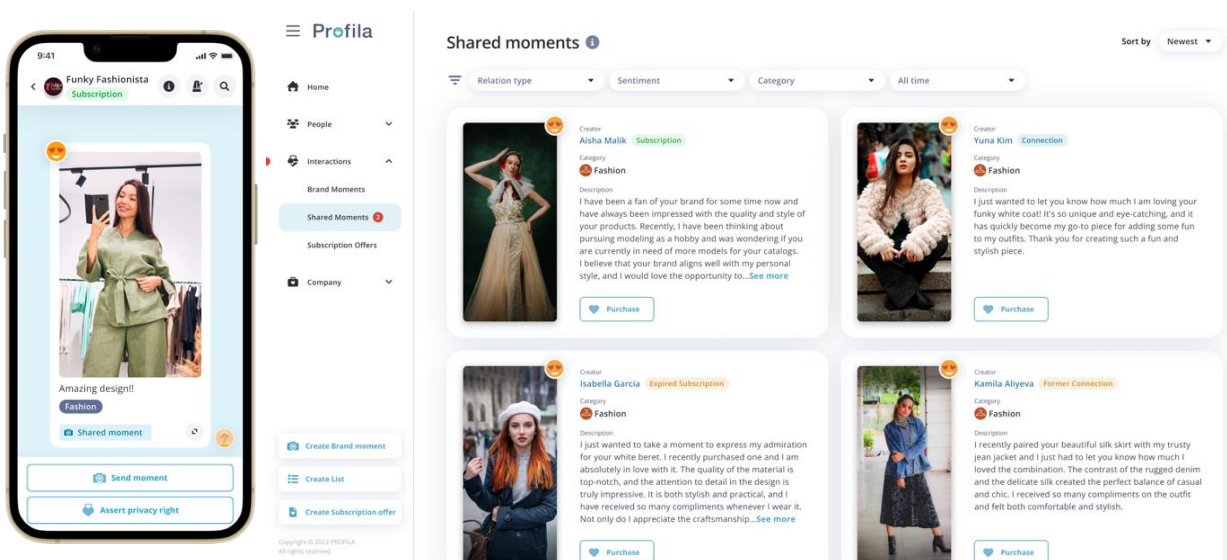 9:41
Funky Fashionista
Subscription
Amazing design!!
Fashion
Shared moment
Send moment
Assert privacy right
Profila
Home
People
Interactions
Brand Moments
Shared Moments 2
Subscription Offers
Company
Create Brand moment
Create List
Create Subscription offer
Copyright © 2022 PROFILA
All rights reserved
Shared moments i
Sort by Newest
Relation type
Sentiment
Category
All time
Creator
Aisha Malik Subscription
Category
Fashion
Description
I have been a fan of your brand for some time now and
have always been impressed with the quality and style of
your products. Recently, I have been thinking about
pursuing modeling as a hobby and was wondering if you
are currently in need of more models for your catalogs.
I believe that your brand aligns well with my personal
style, and I would love the opportunity to...See more
Purchase
Creator
Yuna Kim Connection
Category
Fashion
Description
I just wanted to let you know how much I am loving your
funky white coat! It's so unique and eye-catching, and it
has quickly become my go-to piece for adding some fun
to my outfits. Thank you for creating such a fun and
stylish piece.
Purchase
Creator
Isabella Garcia Expired Subscription
Category
Fashion
Description
I just wanted to take a moment to express my admiration
for your white beret. I recently purchased one and I am
absolutely in love with it. The quality of the material is
top-notch, and the attention to detail in the design is
truly impressive. It is both stylish and practical, and I
have received so many compliments whenever I wear it.
Not only do I appreciate the craftsmanship...See more
Purchase
Creator
Kamila Aliyeva Former Connection
Category
Fashion
Description
I recently paired your beautiful silk skirt with my trusty
jean jacket and I just had to let you know how much I
loved the combination. The contrast of the rugged denim
and the delicate silk created the perfect balance of casual
and chic. I received so many compliments on the outfit
and felt both comfortable and stylish.
Purchase